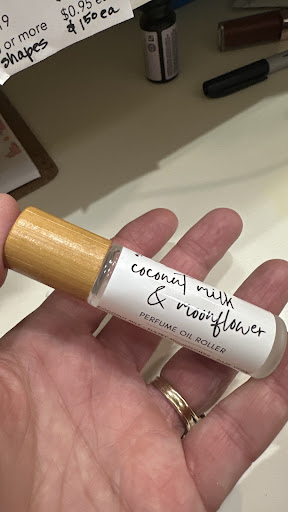 $0.95 ea
or more
$1.50 ea
shapes
coconut milk
& moonflower
PERFUME OIL ROLLER